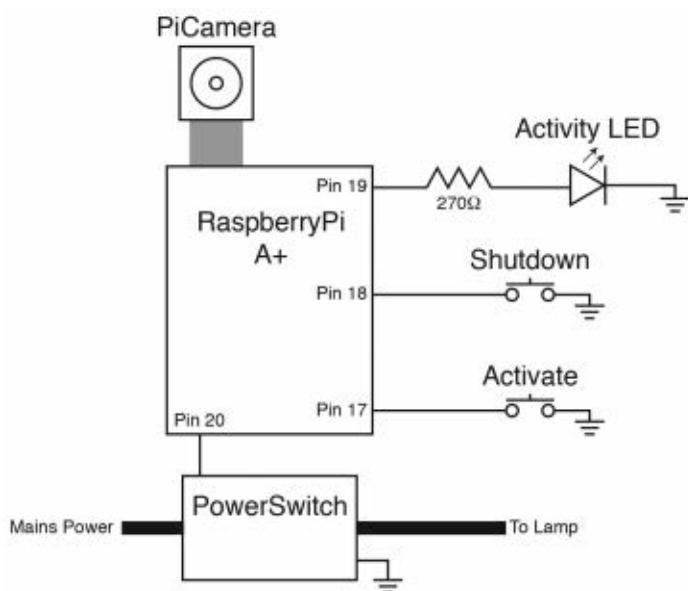 PiCamera
Activity LED
Pin 19
270Ω
RaspberryPi
A+
Shutdown
Pin 18
Activate
Pin 17
Pin 20
PowerSwitch
Mains Power
To Lamp